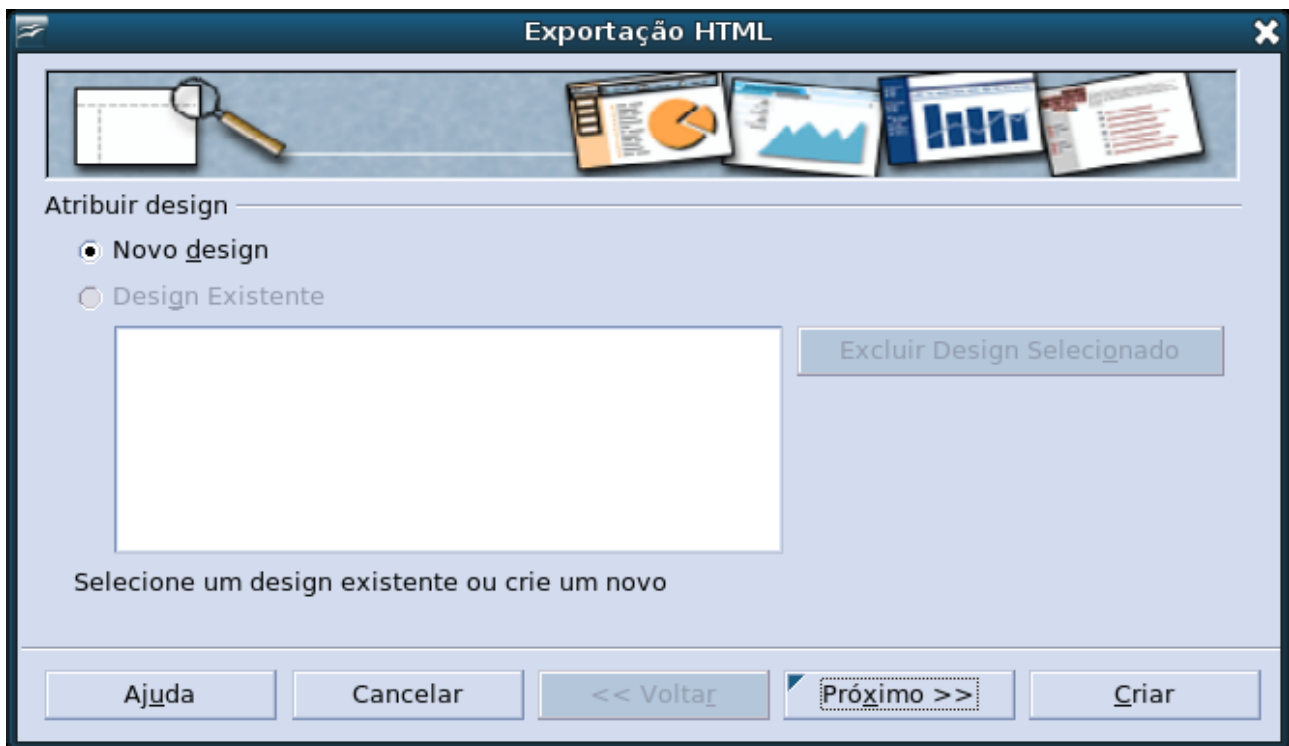 Exportação HTML
Atribuir design
Novo design
Design Existente
Excluir Design Selecionado
Selecione um design existente ou crie um novo
Ajuda
Cancelar
<< Voltar
Próximo >>
Criar